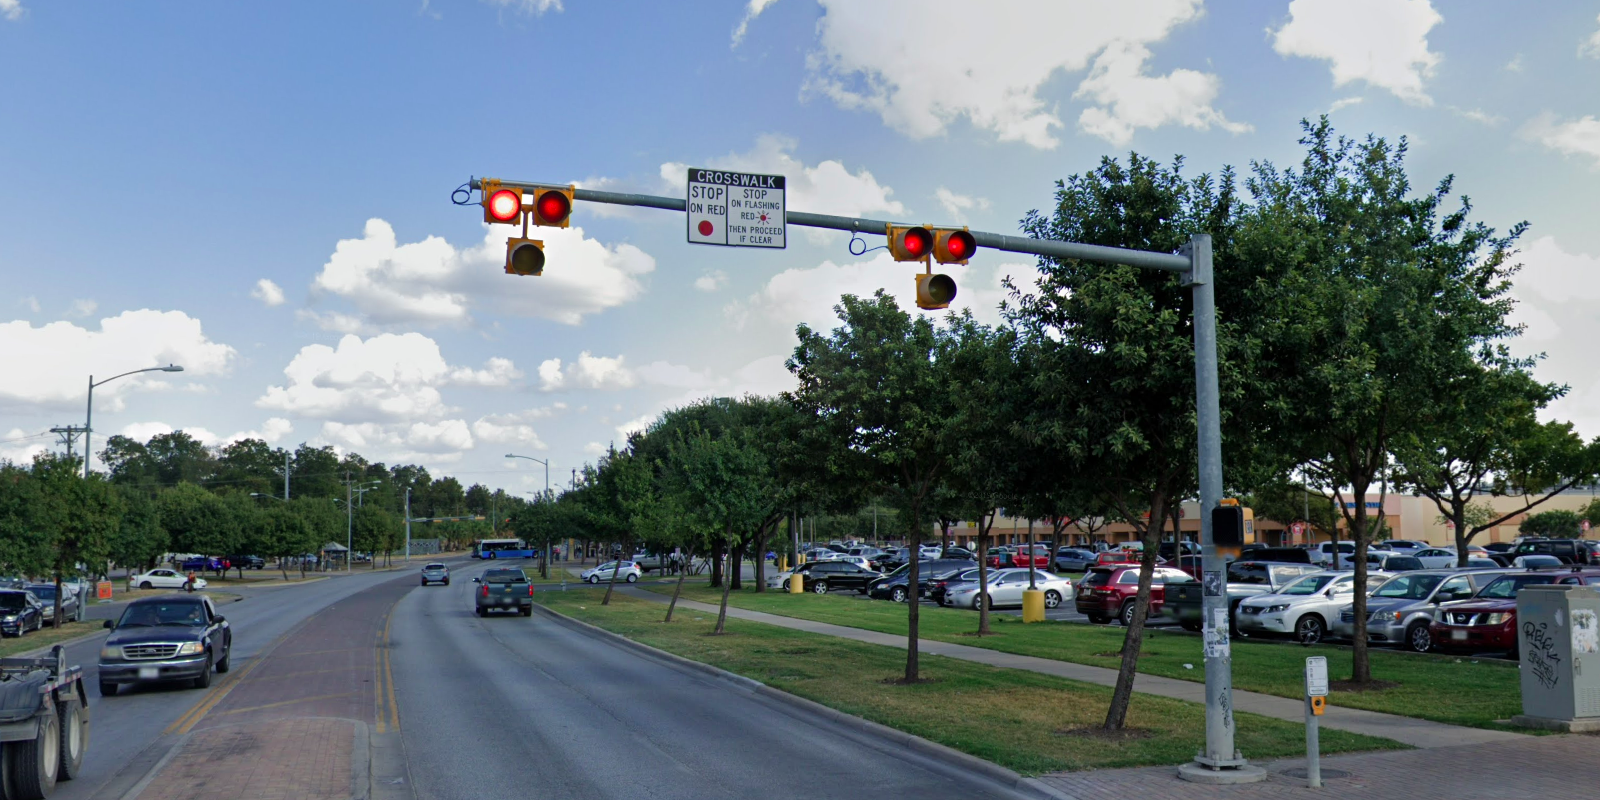 CROSSWALK
STOP
ON RED
STOP
ON FLASHING
RED
THEN PROCEED
IF CLEAR